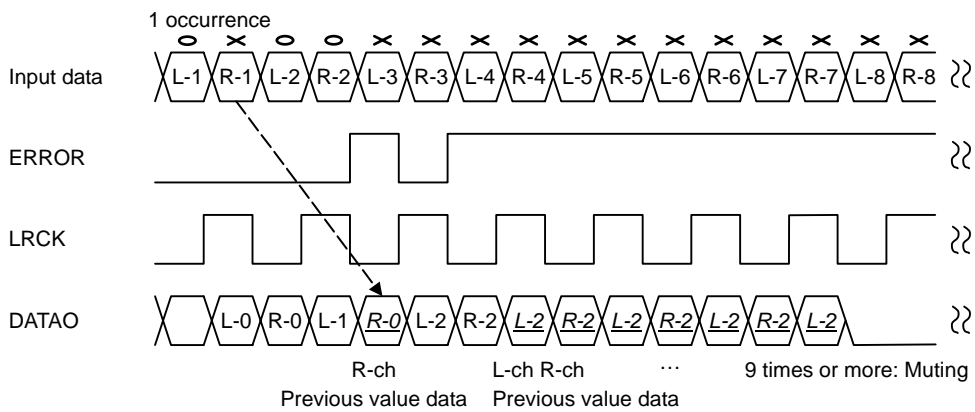 1 occurrence
O X O O X X X X X X X X X X X X
Input data L-1 R-1 L-2 R-2 L-3 R-3 L-4 R-4 L-5 R-5 L-6 R-6 L-7 R-7 L-8 R-8
ERROR
LRCK
DATAO L-0 R-0 L-1 R-0 L-2 R-2 L-2 R-2 L-2 R-2 L-2 R-2 L-2
R-ch L-ch R-ch ... 9 times or more: Muting
Previous value data Previous value data